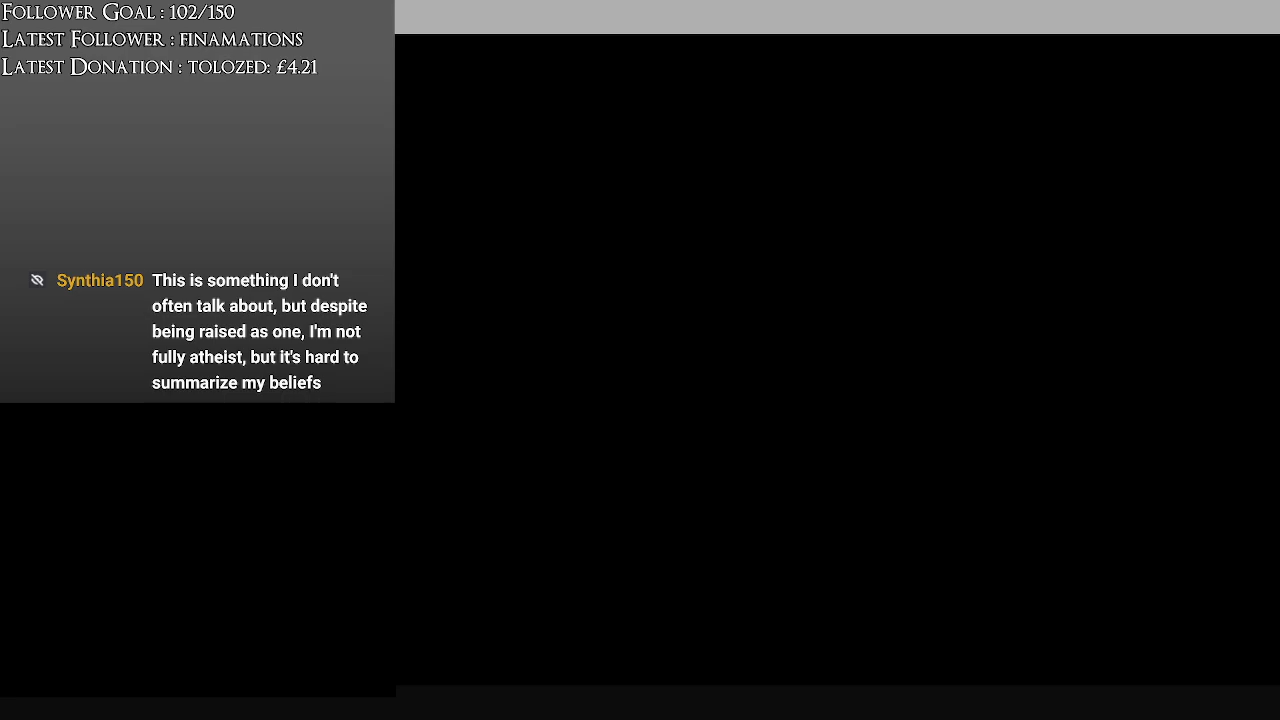 Follower Goal : 102/150
Latest Follower : finamations
Latest Donation : tolozed: £4.21
Synthia150 This is something I don't
often talk about, but despite
being raised as one, I'm not
fully atheist, but it's hard to
summarize my beliefs